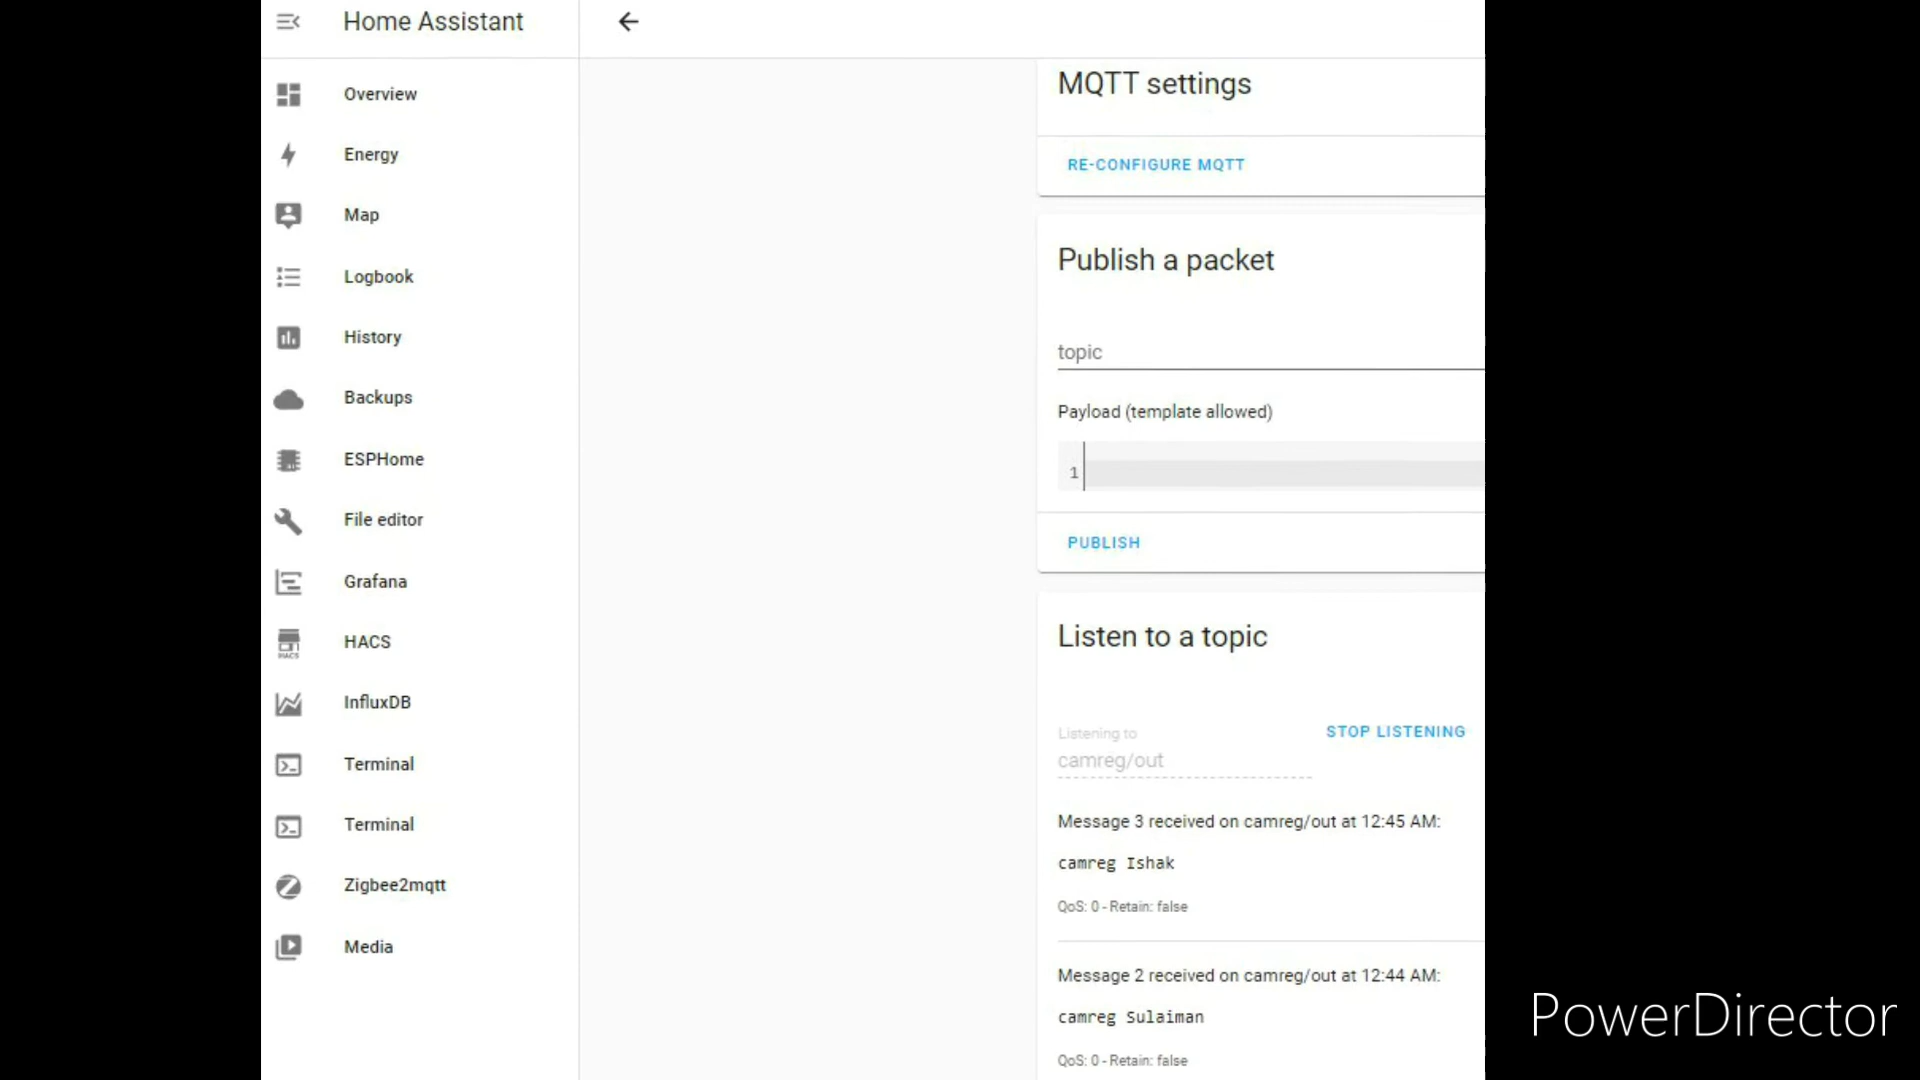 Home Assistant
Overview
Energy
Map
Logbook
History
Backups
ESPHome
File editor
Grafana
HACS
HACS
InfluxDB
Terminal
Terminal
Zigbee2mqtt
Media
MQTT settings
RE-CONFIGURE MQTT
Publish a packet
topic
Payload (template allowed)
1
PUBLISH
Listen to a topic
Listening to
camreg/out
STOP LISTENING
Message 3 received on camreg/out at 12:45 AM:
camreg Ishak
QoS: 0 - Retain: false
Message 2 received on camreg/out at 12:44 AM:
camreg Sulaiman
QoS: 0 - Retain: false
PowerDirector